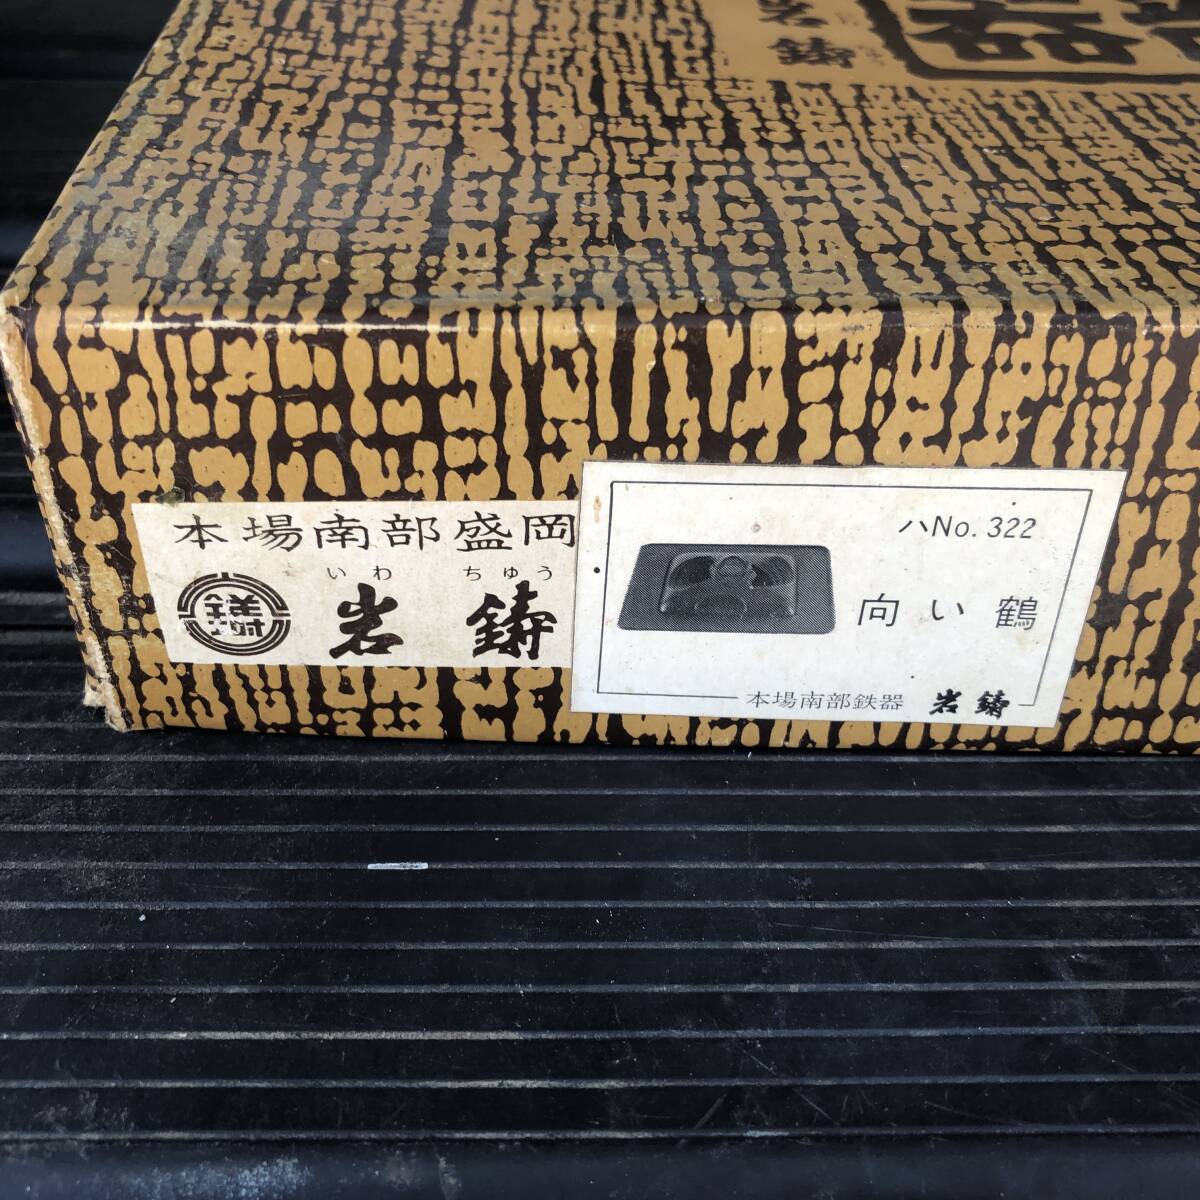 岩鋳
器
本場南部盛岡
いわ ちゅう
岩鋳
ハNo. 322
向い鶴
本場南部鉄器 岩鋳